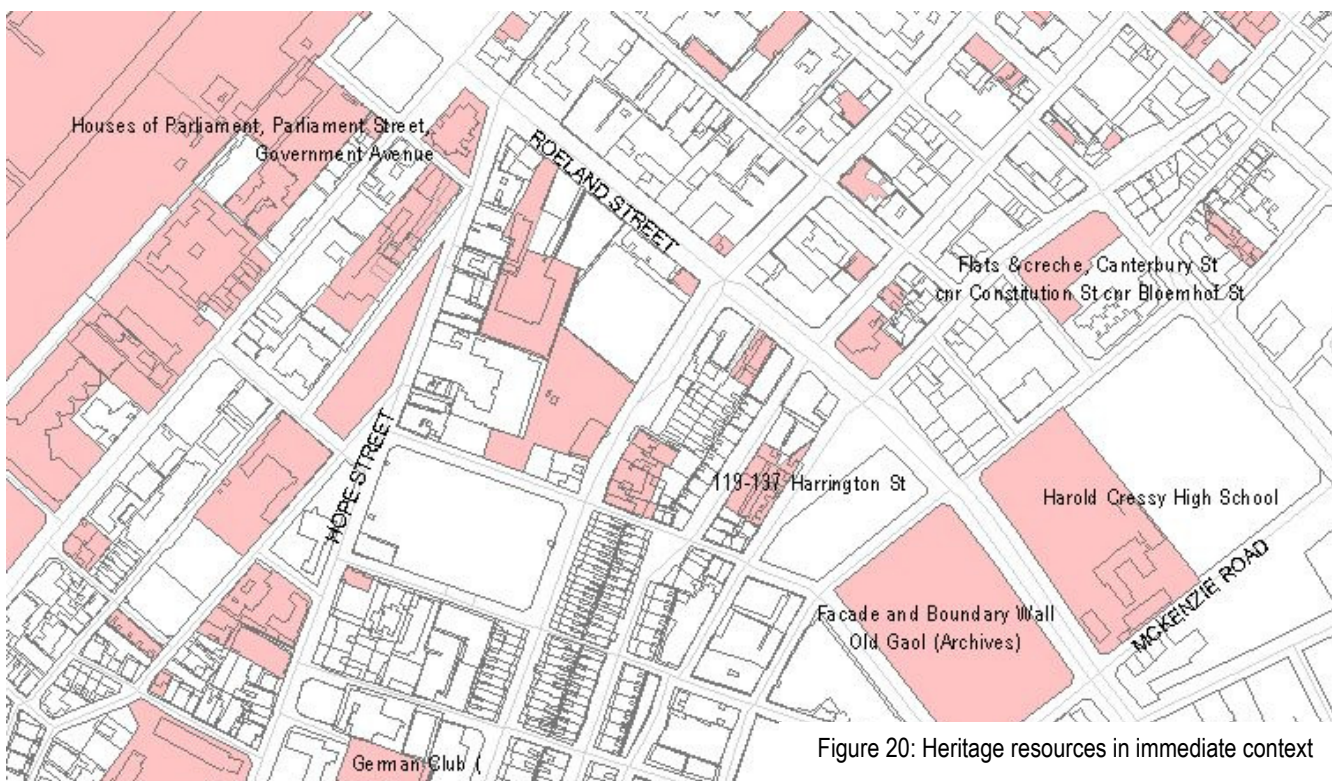 Houses of Parliament, Parliament Street,
Government Avenue
ROELAND STREET
Flats & creche, Canterbury St
cnr Constitution St cnr Bloemhof St
HOPE STREET
119-137 Harrington St
Harold Cressy High School
MCKENZIE ROAD
Facade and Boundary Wall
Old Gaol (Archives)
German Club (
Figure 20: Heritage resources in immediate context